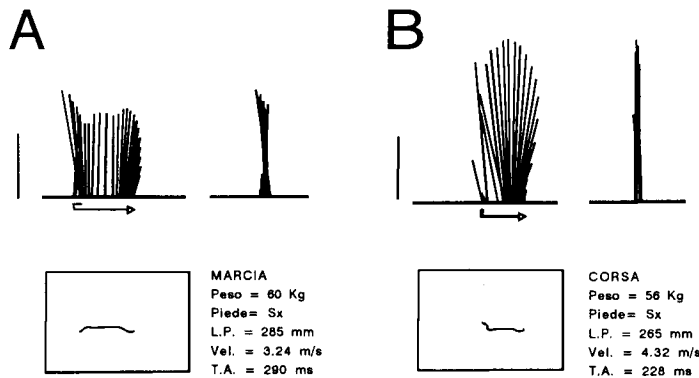 A
B
MARCIA
Peso = 60 Kg
Piede= Sx
L.P. = 285 mm
Vel. = 3.24 m/s
T.A. = 290 ms
CORSA
Peso = 56 Kg
Piede= Sx
L.P. = 265 mm
Vel. = 4.32 m/s
T.A. = 228 ms